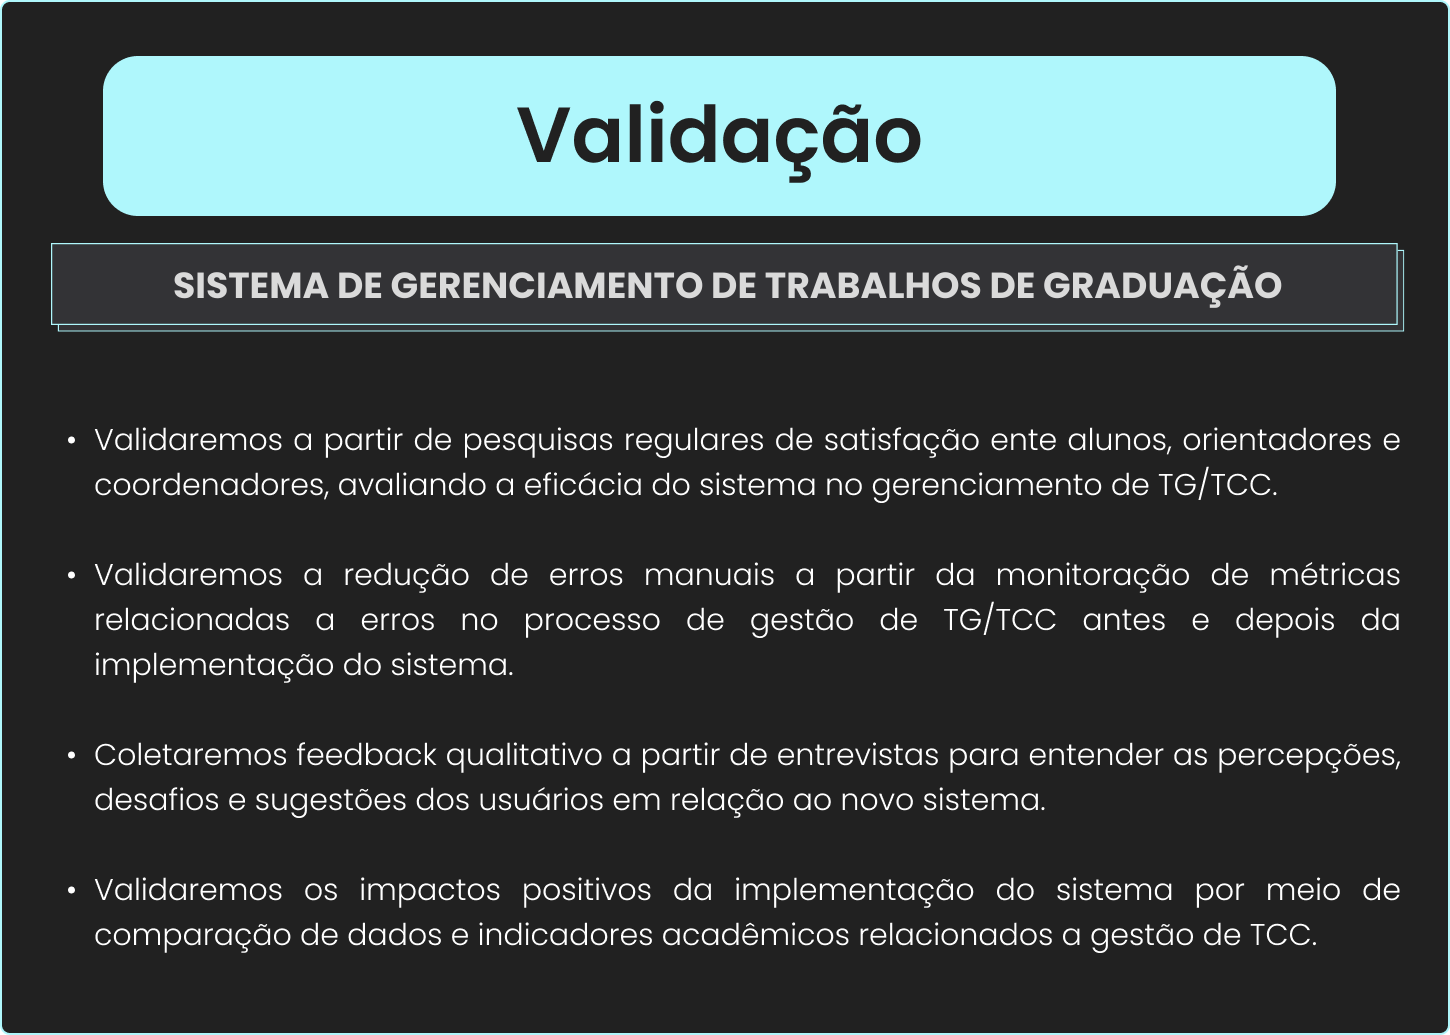 Validação
SISTEMA DE GERENCIAMENTO DE TRABALHOS DE GRADUAÇÃO
• Validaremos a partir de pesquisas regulares de satisfação ente alunos, orientadores e
coordenadores, avaliando a eficácia do sistema no gerenciamento de TG/TCC.
• Validaremos a redução de erros manuais a partir da monitoração de métricas
relacionadas a erros no processo de gestão de TG/TCC antes e depois da
implementação do sistema.
• Coletaremos feedback qualitativo a partir de entrevistas para entender as percepções,
desafios e sugestões dos usuários em relação ao novo sistema.
• Validaremos os impactos positivos da implementação do sistema por meio de
comparação de dados e indicadores acadêmicos relacionados a gestão de TCC.